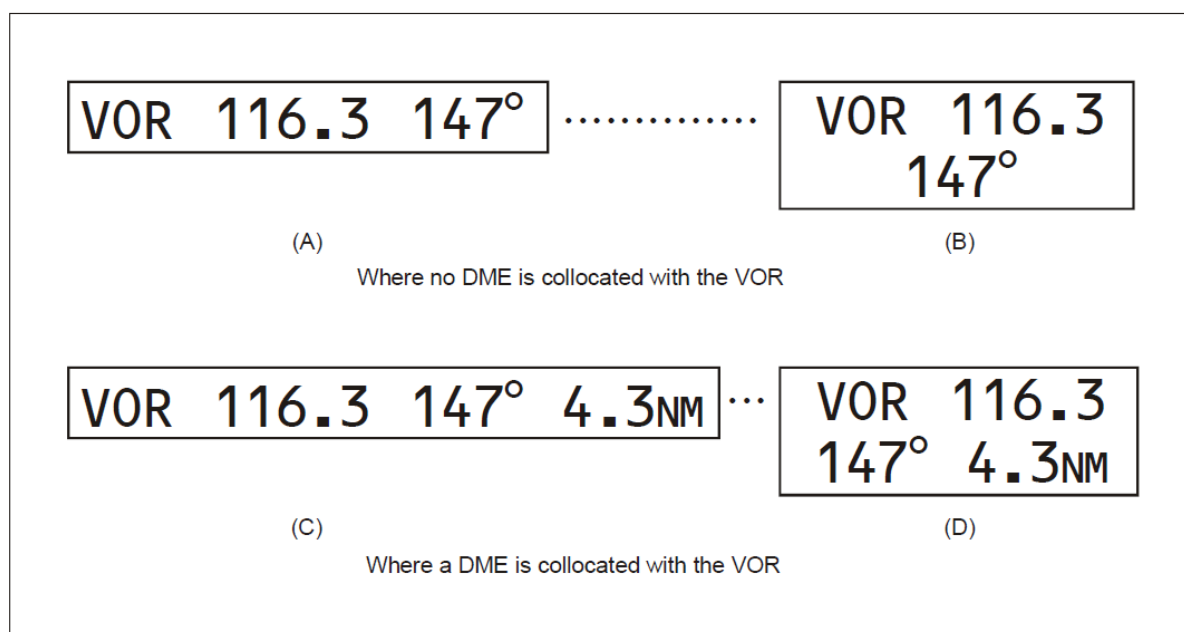 VOR 116.3 147° ..............
VOR 116.3
147°
(A)
(B)
Where no DME is collocated with the VOR
VOR 116.3 147° 4.3NM ...
VOR 116.3
147° 4.3NM
(C)
(D)
Where a DME is collocated with the VOR